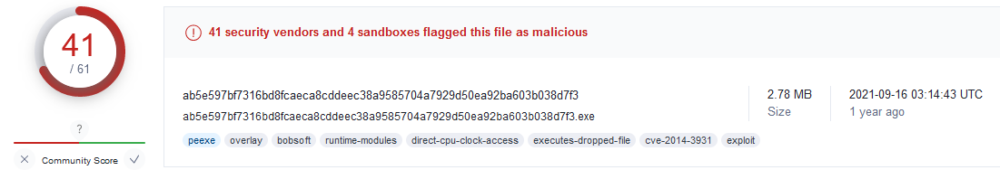 41
/ 61
?
Community Score
41 security vendors and 4 sandboxes flagged this file as malicious
ab5e597bf7316bd8fcaeca8cddeec38a9585704a7929d50ea92ba603b038d7f3
ab5e597bf7316bd8fcaeca8cddeec38a9585704a7929d50ea92ba603b038d7f3.exe
peexe overlay bobsoft runtime-modules direct-cpu-clock-access executes-dropped-file cve-2014-3931 exploit
2.78 MB
Size
2021-09-16 03:14:43 UTC
1 year ago